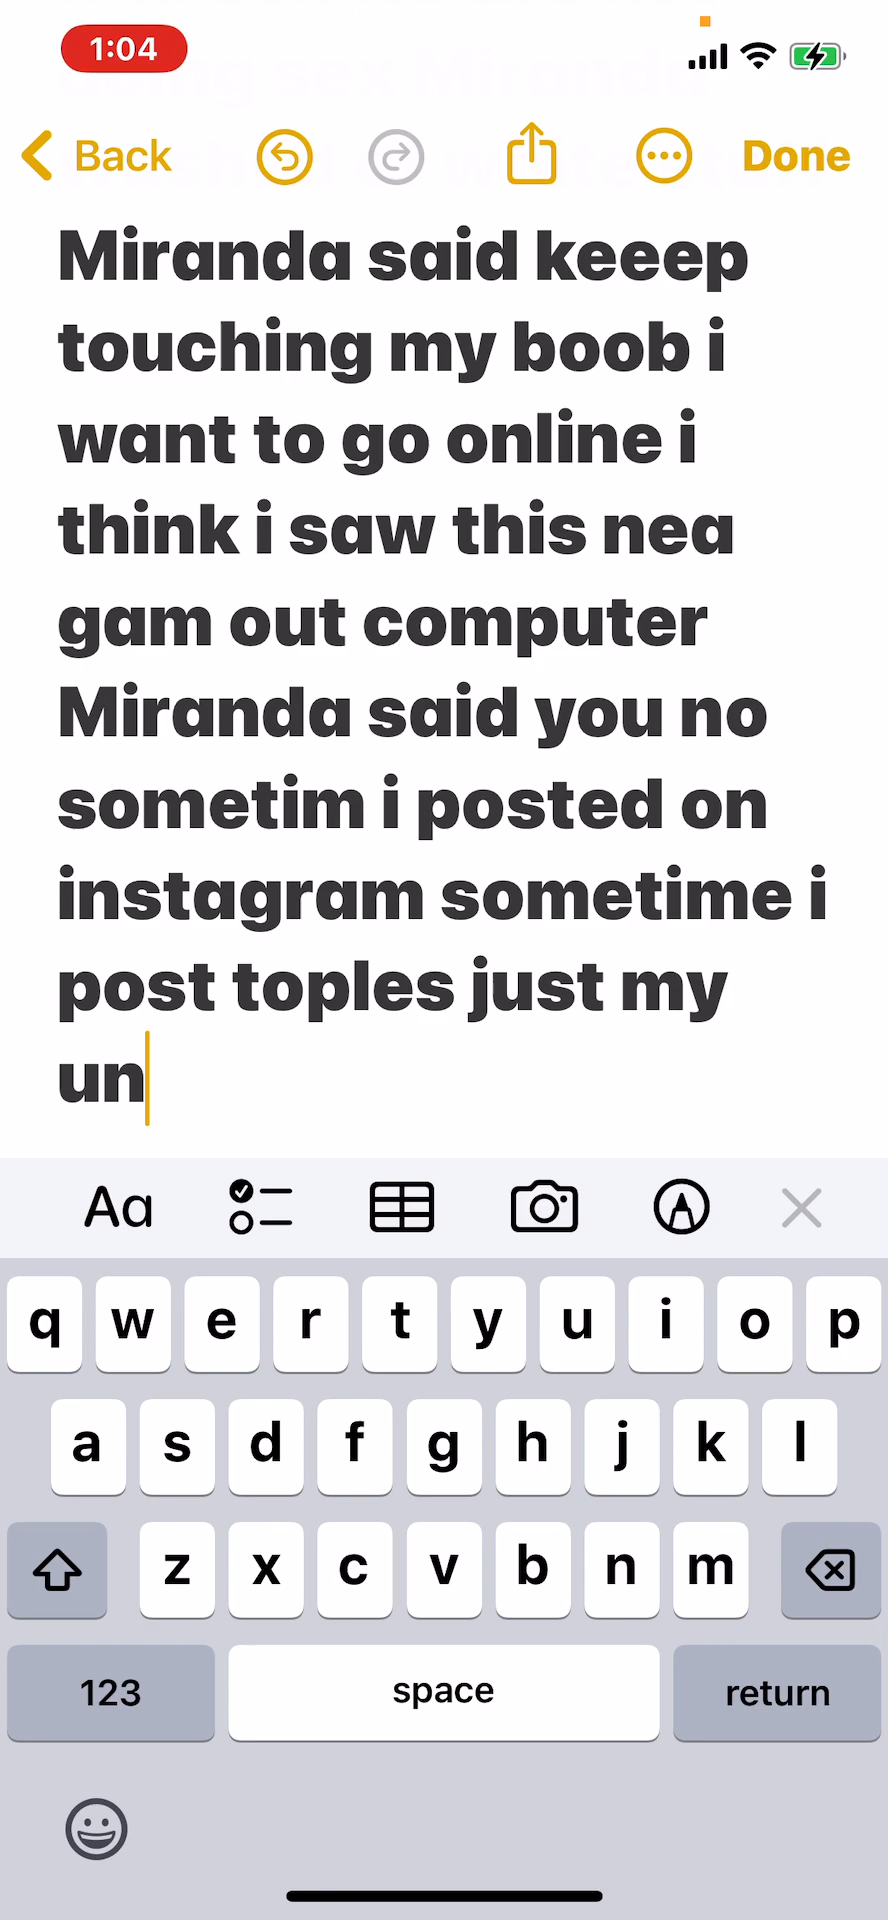 1:04
Back
Done
Miranda said keeep
touching my boob i
want to go online i
think i saw this nea
gam out computer
Miranda said you no
sometim i posted on
instagram sometime i
post toples just my
un
Aa
q w e r t y u i o p
a s d f g h j k l
z x c v b n m
123 space return